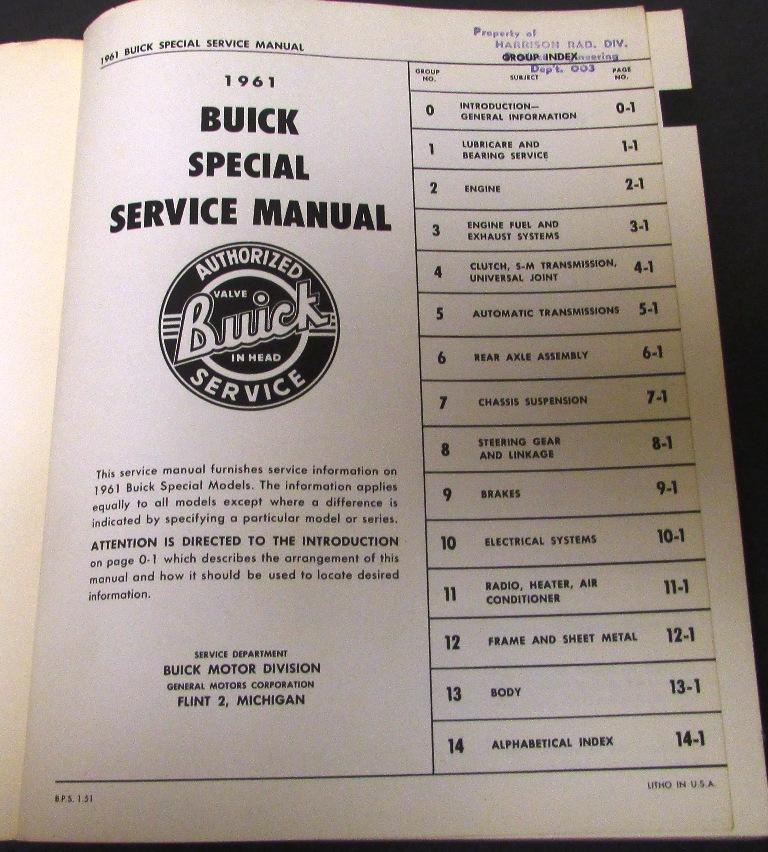 1961 BUICK SPECIAL SERVICE MANUAL
1961
BUICK
SPECIAL
SERVICE MANUAL
AUTHORIZED
VALVE
Buick
IN HEAD
SERVICE
This service manual furnishes service information on
1961 Buick Special Models. The information applies
equally to all models except where a difference is
indicated by specifying a particular model or series.
ATTENTION IS DIRECTED TO THE INTRODUCTION
on page 0-1 which describes the arrangement of this
manual and how it should be used to locate desired
information.
SERVICE DEPARTMENT
BUICK MOTOR DIVISION
GENERAL MOTORS CORPORATION
FLINT 2, MICHIGAN
B.P.S. 1.51
Property of
HARRISON RAD. DIV.
GROUP INDEX
Dep't. 003
GROUP NO. SUBJECT PAGE NO.
0 INTRODUCTION— 0-1
GENERAL INFORMATION
1 LUBRICARE AND 1-1
BEARING SERVICE
2 ENGINE 2-1
3 ENGINE FUEL AND 3-1
EXHAUST SYSTEMS
4 CLUTCH, S-M TRANSMISSION, 4-1
UNIVERSAL JOINT
5 AUTOMATIC TRANSMISSIONS 5-1
6 REAR AXLE ASSEMBLY 6-1
7 CHASSIS SUSPENSION 7-1
8 STEERING GEAR 8-1
AND LINKAGE
9 BRAKES 9-1
10 ELECTRICAL SYSTEMS 10-1
11 RADIO, HEATER, AIR 11-1
CONDITIONER
12 FRAME AND SHEET METAL 12-1
13 BODY 13-1
14 ALPHABETICAL INDEX 14-1
LITHO IN U.S.A.